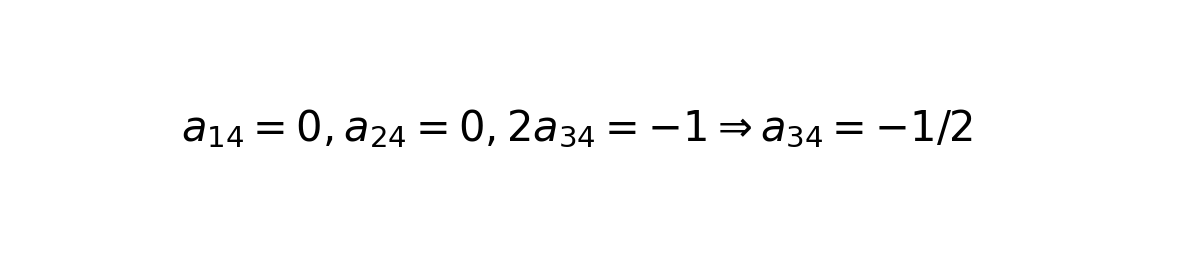 a₁₄ = 0, a₂₄ = 0, 2a₃₄ = −1 ⇒ a₃₄ = −1/2